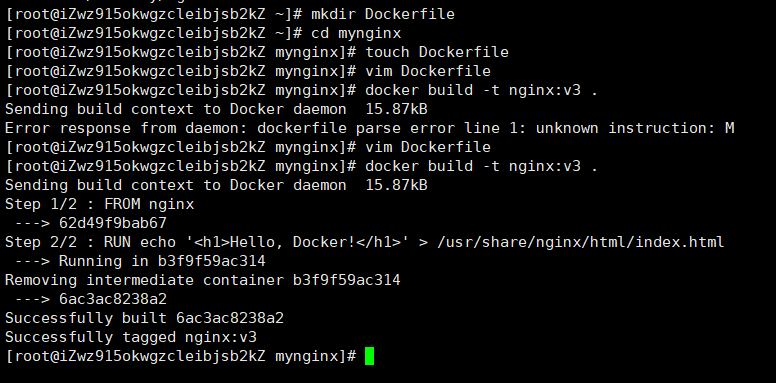 [root@iZwz915okwgzcleibjsb2kZ ~]# mkdir Dockerfile
[root@iZwz915okwgzcleibjsb2kZ ~]# cd mynginx
[root@iZwz915okwgzcleibjsb2kZ mynginx]# touch Dockerfile
[root@iZwz915okwgzcleibjsb2kZ mynginx]# vim Dockerfile
[root@iZwz915okwgzcleibjsb2kZ mynginx]# docker build -t nginx:v3 .
Sending build context to Docker daemon  15.87kB
Error response from daemon: dockerfile parse error line 1: unknown instruction: M
[root@iZwz915okwgzcleibjsb2kZ mynginx]# vim Dockerfile
[root@iZwz915okwgzcleibjsb2kZ mynginx]# docker build -t nginx:v3 .
Sending build context to Docker daemon  15.87kB
Step 1/2 : FROM nginx
 ---> 62d49f9bab67
Step 2/2 : RUN echo '<h1>Hello, Docker!</h1>' > /usr/share/nginx/html/index.html
 ---> Running in b3f9f59ac314
Removing intermediate container b3f9f59ac314
 ---> 6ac3ac8238a2
Successfully built 6ac3ac8238a2
Successfully tagged nginx:v3
[root@iZwz915okwgzcleibjsb2kZ mynginx]#